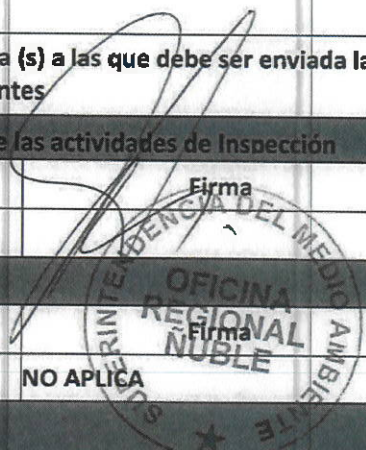 a (s) a las que debe ser enviada la
ntes
e las actividades de Inspección
Firma
SUPERINTENDENCIA DEL MEDIO AMBIENTE
OFICINA
REGIONAL
ÑUBLE
Firma
NO APLICA